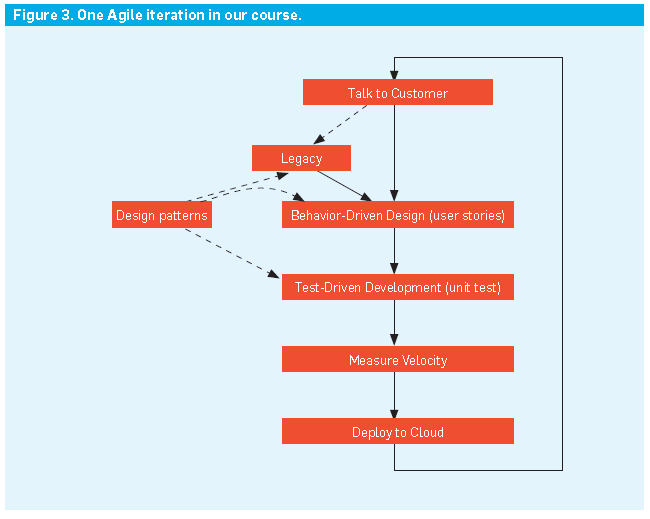 Figure 3. One Agile iteration in our course.
Talk to Customer
Legacy
Design patterns
Behavior-Driven Design (user stories)
Test-Driven Development (unit test)
Measure Velocity
Deploy to Cloud